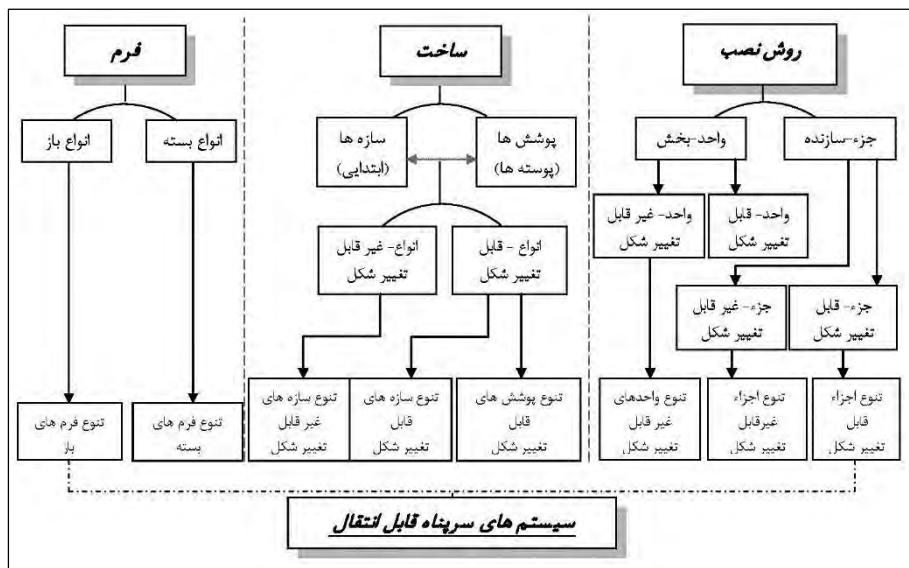 روش نصب
ساخت
فرم
جزء-سازنده
واحد-بخش
پوشش ها
(پوسته ها)
سازه ها
(ابتدایی)
انواع بسته
انواع باز
واحد- قابل
تغییر شکل
واحد- غیر قابل
تغییر شکل
انواع - قابل
تغییر شکل
انواع- غیر قابل
تغییر شکل
جزء- قابل
تغییر شکل
جزء- غیر قابل
تغییر شکل
تنوع اجزاء
قابل
تغییر شکل
تنوع اجزاء
غیرقابل
تغییر شکل
تنوع واحدهای
غیر قابل
تغییر شکل
تنوع پوشش های
قابل
تغییر شکل
تنوع سازه های
قابل
تغییر شکل
تنوع سازه های
غیر قابل
تغییر شکل
تنوع فرم های
بسته
تنوع فرم های
باز
سیستم های سرپناه قابل انتقال